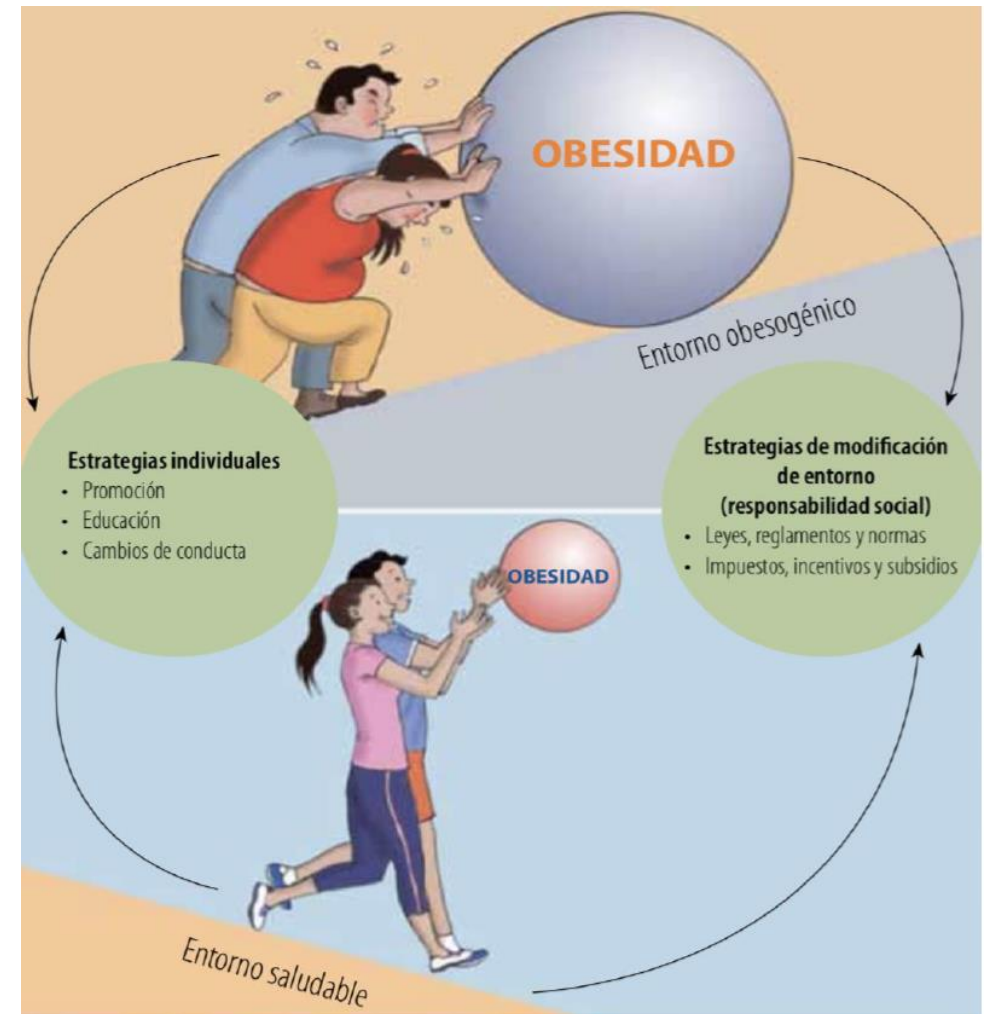 OBESIDAD
Entorno obesogénico
Estrategias individuales
• Promoción
• Educación
• Cambios de conducta
Estrategias de modificación
de entorno
(responsabilidad social)
• Leyes, reglamentos y normas
• Impuestos, incentivos y subsidios
OBESIDAD
Entorno saludable